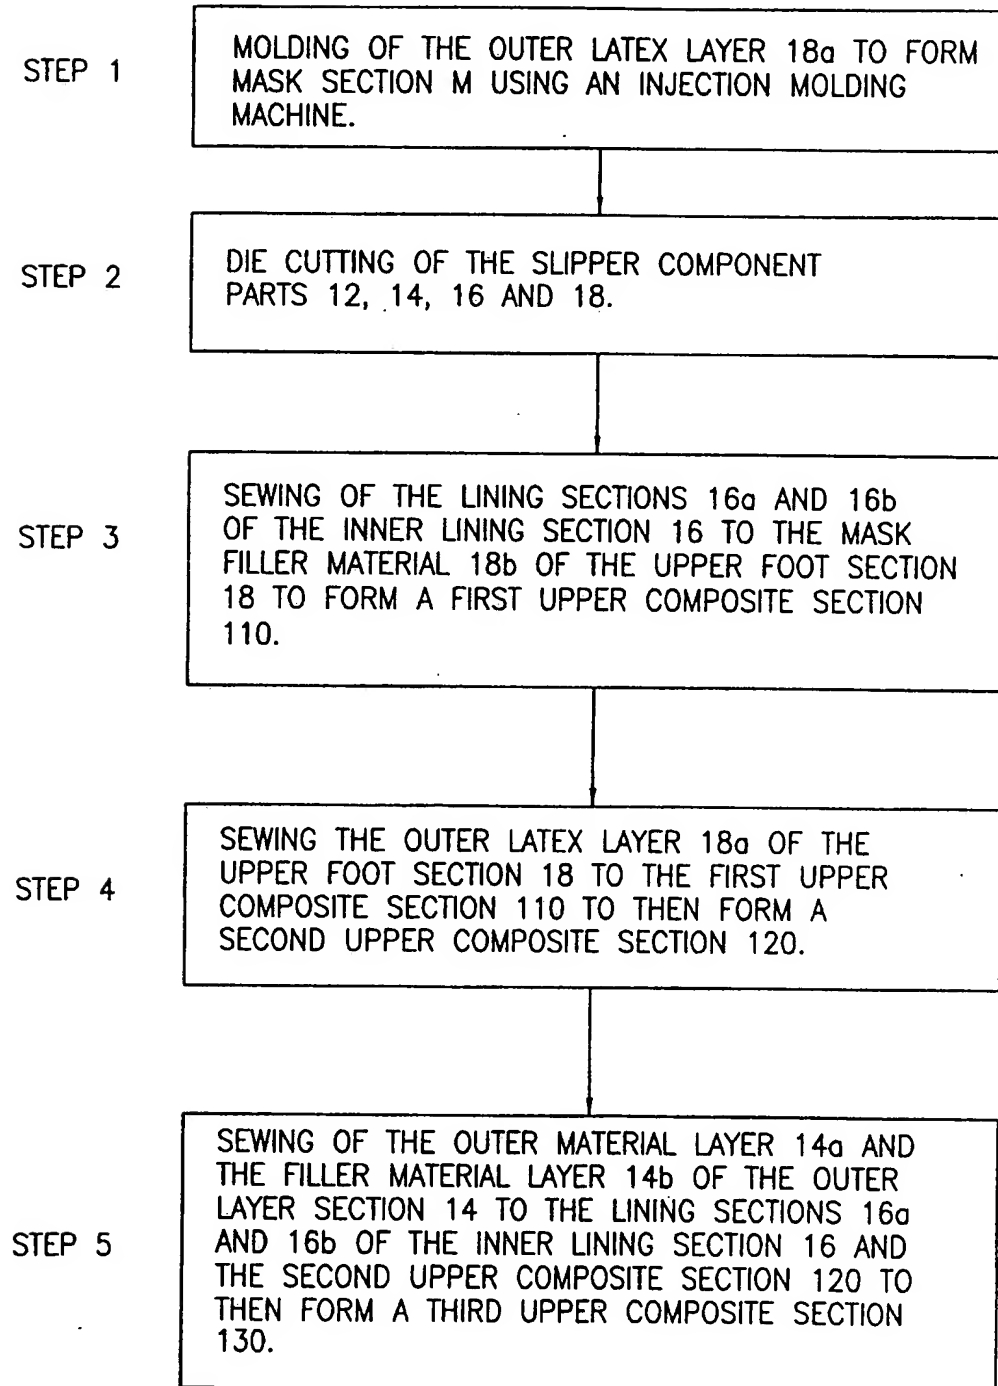 STEP 1
MOLDING OF THE OUTER LATEX LAYER 18a TO FORM
MASK SECTION M USING AN INJECTION MOLDING
MACHINE.
STEP 2
DIE CUTTING OF THE SLIPPER COMPONENT
PARTS 12, 14, 16 AND 18.
STEP 3
SEWING OF THE LINING SECTIONS 16a AND 16b
OF THE INNER LINING SECTION 16 TO THE MASK
FILLER MATERIAL 18b OF THE UPPER FOOT SECTION
18 TO FORM A FIRST UPPER COMPOSITE SECTION
110.
STEP 4
SEWING THE OUTER LATEX LAYER 18a OF THE
UPPER FOOT SECTION 18 TO THE FIRST UPPER
COMPOSITE SECTION 110 TO THEN FORM A
SECOND UPPER COMPOSITE SECTION 120.
STEP 5
SEWING OF THE OUTER MATERIAL LAYER 14a AND
THE FILLER MATERIAL LAYER 14b OF THE OUTER
LAYER SECTION 14 TO THE LINING SECTIONS 16a
AND 16b OF THE INNER LINING SECTION 16 AND
THE SECOND UPPER COMPOSITE SECTION 120 TO
THEN FORM A THIRD UPPER COMPOSITE SECTION
130.